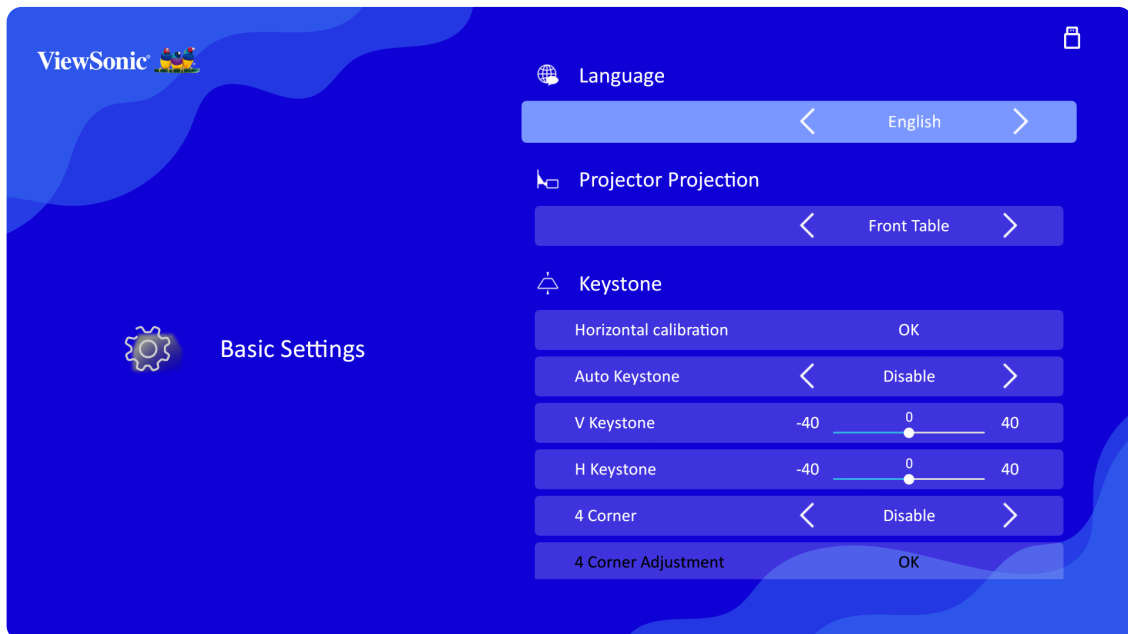 ViewSonic
Language
English
Projector Projection
Front Table
Keystone
Horizontal calibration OK
Auto Keystone Disable
Basic Settings
V Keystone -40 0 40
H Keystone -40 0 40
4 Corner Disable
4 Corner Adjustment OK